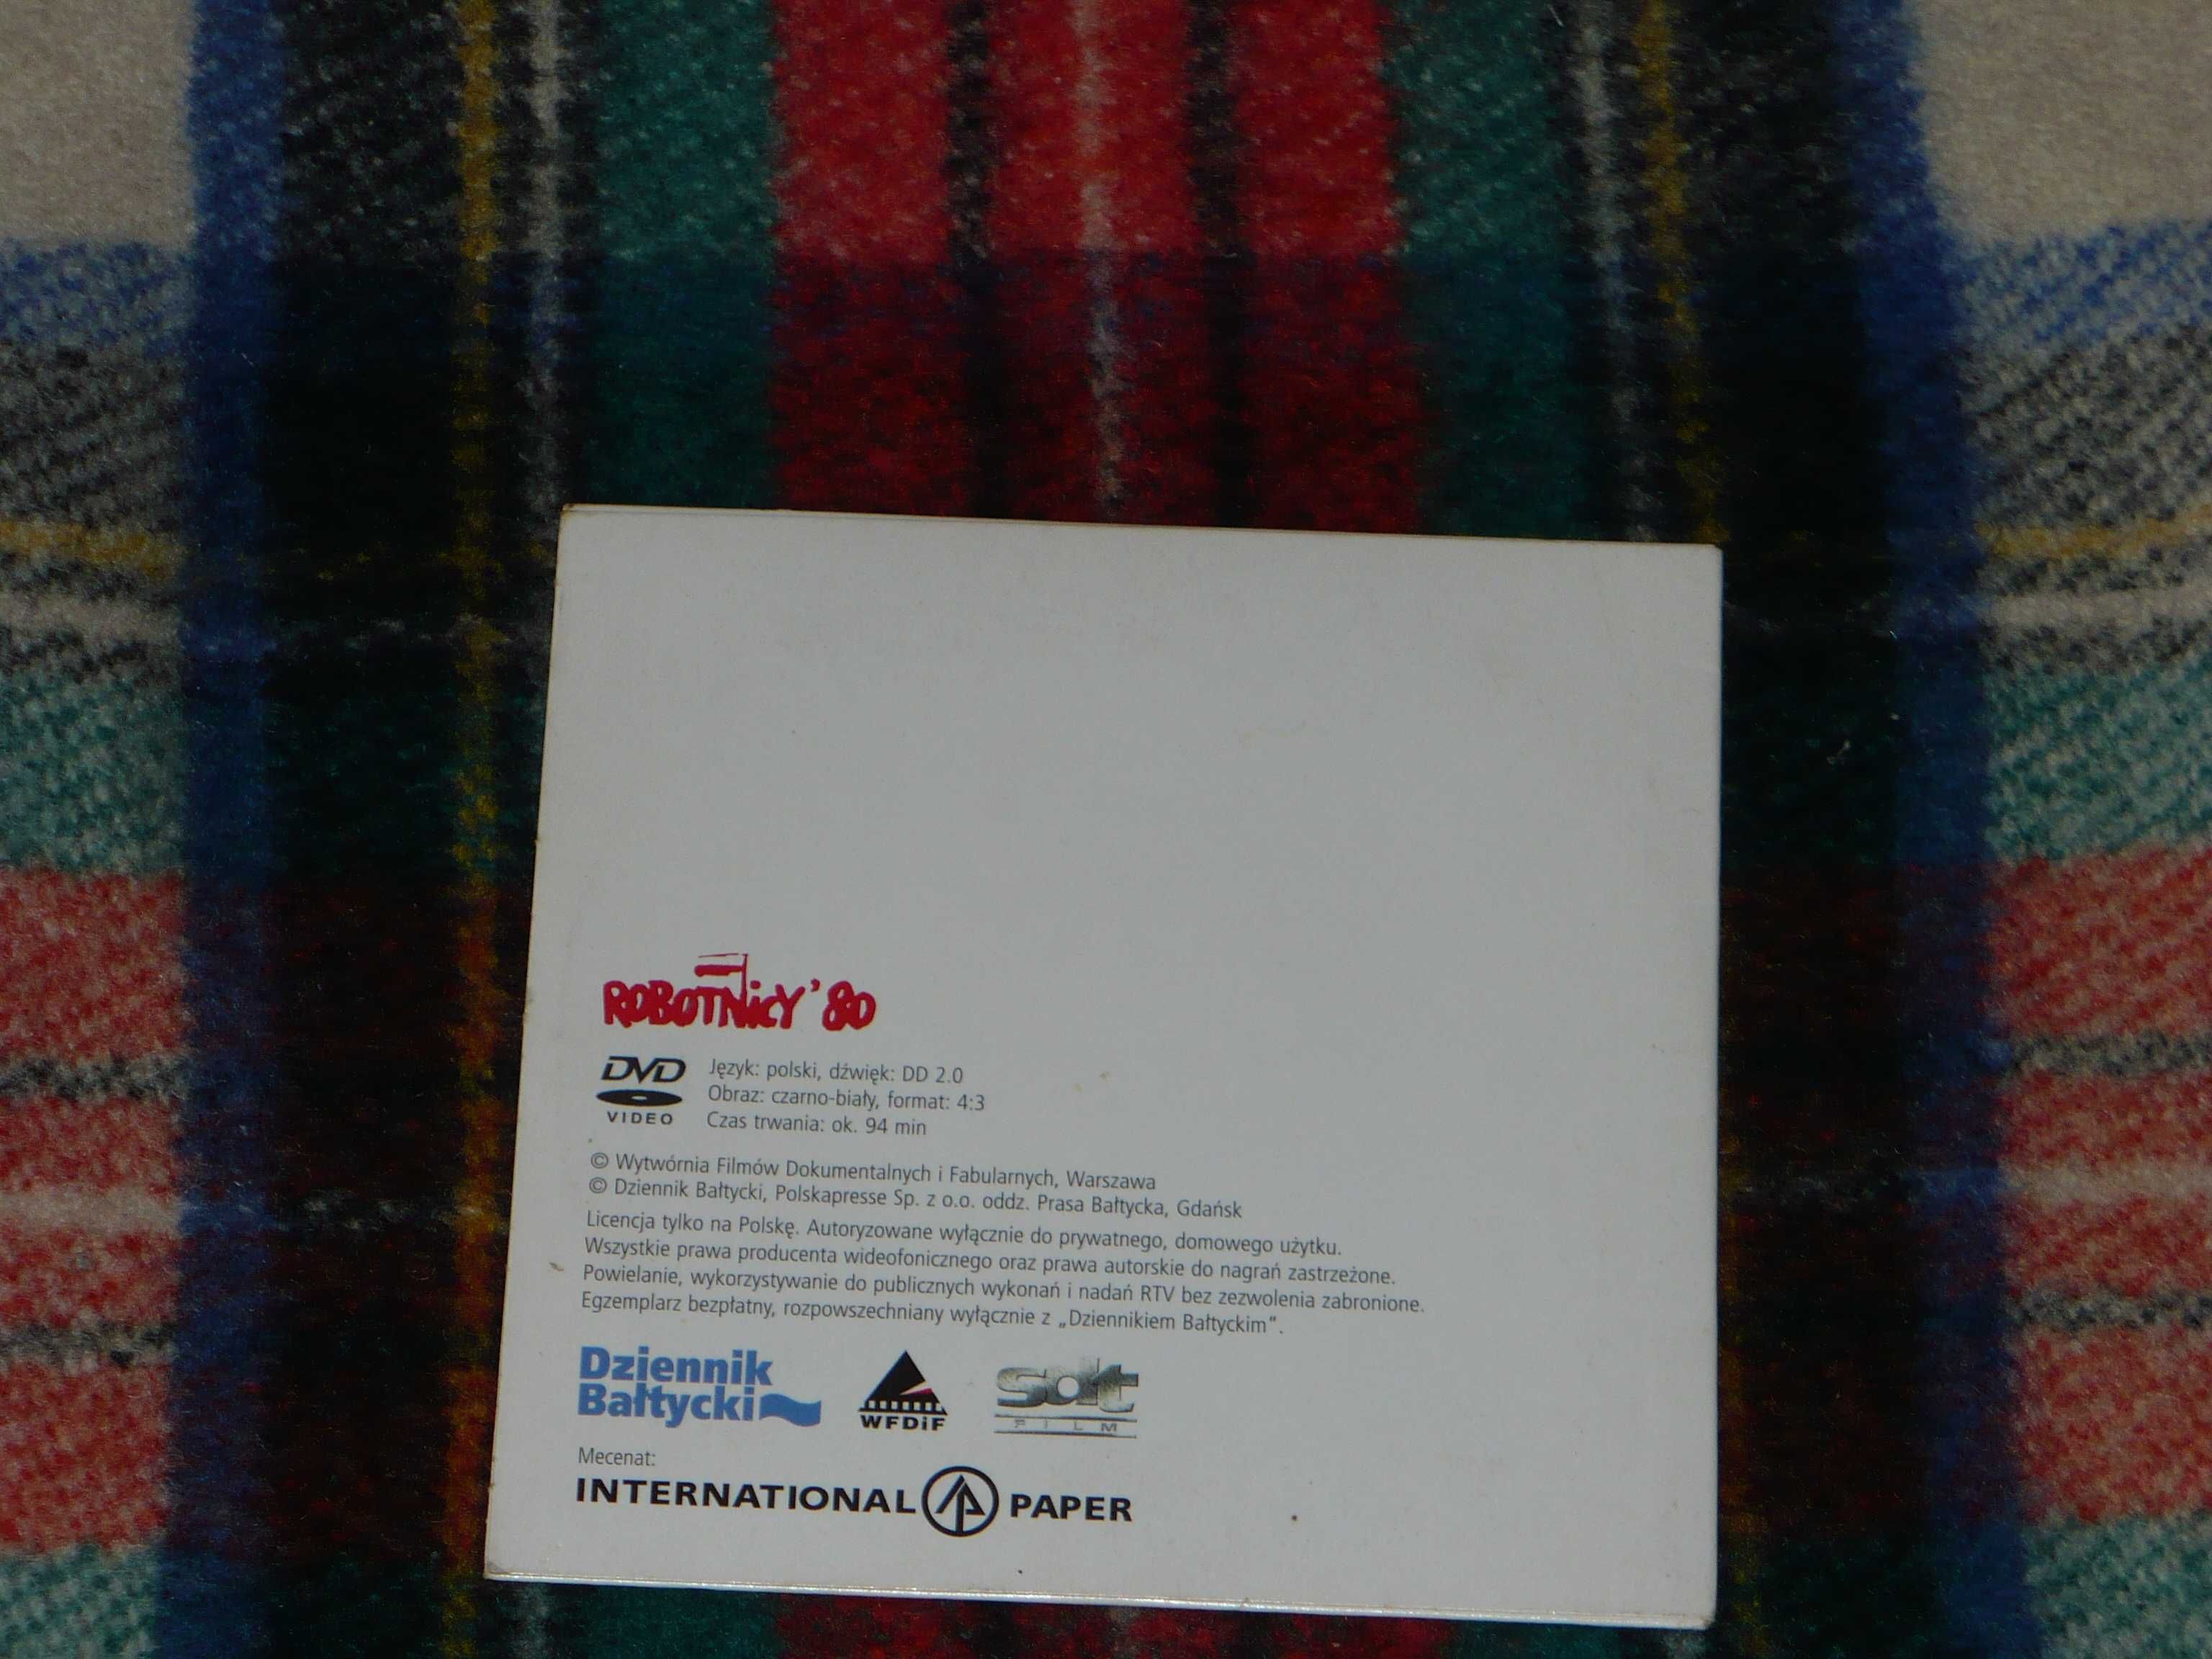 ROBOTNiCY '80
DVD
VIDEO
Język: polski, dźwięk: DD 2.0
Obraz: czarno-biały, format: 4:3
Czas trwania: ok. 94 min
© Wytwórnia Filmów Dokumentalnych i Fabularnych, Warszawa
© Dziennik Bałtycki, Polskapresse Sp. z o.o. oddz. Prasa Bałtycka, Gdańsk
Licencja tylko na Polskę. Autoryzowane wyłącznie do prywatnego, domowego użytku.
Wszystkie prawa producenta wideofonicznego oraz prawa autorskie do nagrań zastrzeżone.
Powielanie, wykorzystywanie do publicznych wykonań i nadań RTV bez zezwolenia zabronione.
Egzemplarz bezpłatny, rozpowszechniany wyłącznie z „Dziennikiem Bałtyckim”.
Dziennik
Bałtycki
WFDiF
FILM
Mecenat:
INTERNATIONAL PAPER